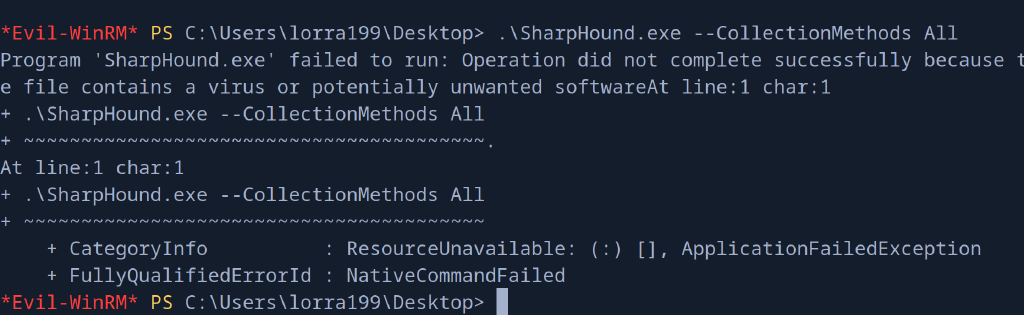 *Evil-WinRM* PS C:\Users\lorra199\Desktop> .\SharpHound.exe --CollectionMethods All
Program 'SharpHound.exe' failed to run: Operation did not complete successfully because t
e file contains a virus or potentially unwanted softwareAt line:1 char:1
+ .\SharpHound.exe --CollectionMethods All
+ ~~~~~~~~~~~~~~~~~~~~~~~~~~~~~~~~~~~~~~~~.
At line:1 char:1
+ .\SharpHound.exe --CollectionMethods All
+ ~~~~~~~~~~~~~~~~~~~~~~~~~~~~~~~~~~~~~~~~
    + CategoryInfo          : ResourceUnavailable: (:) [], ApplicationFailedException
    + FullyQualifiedErrorId : NativeCommandFailed
*Evil-WinRM* PS C:\Users\lorra199\Desktop>